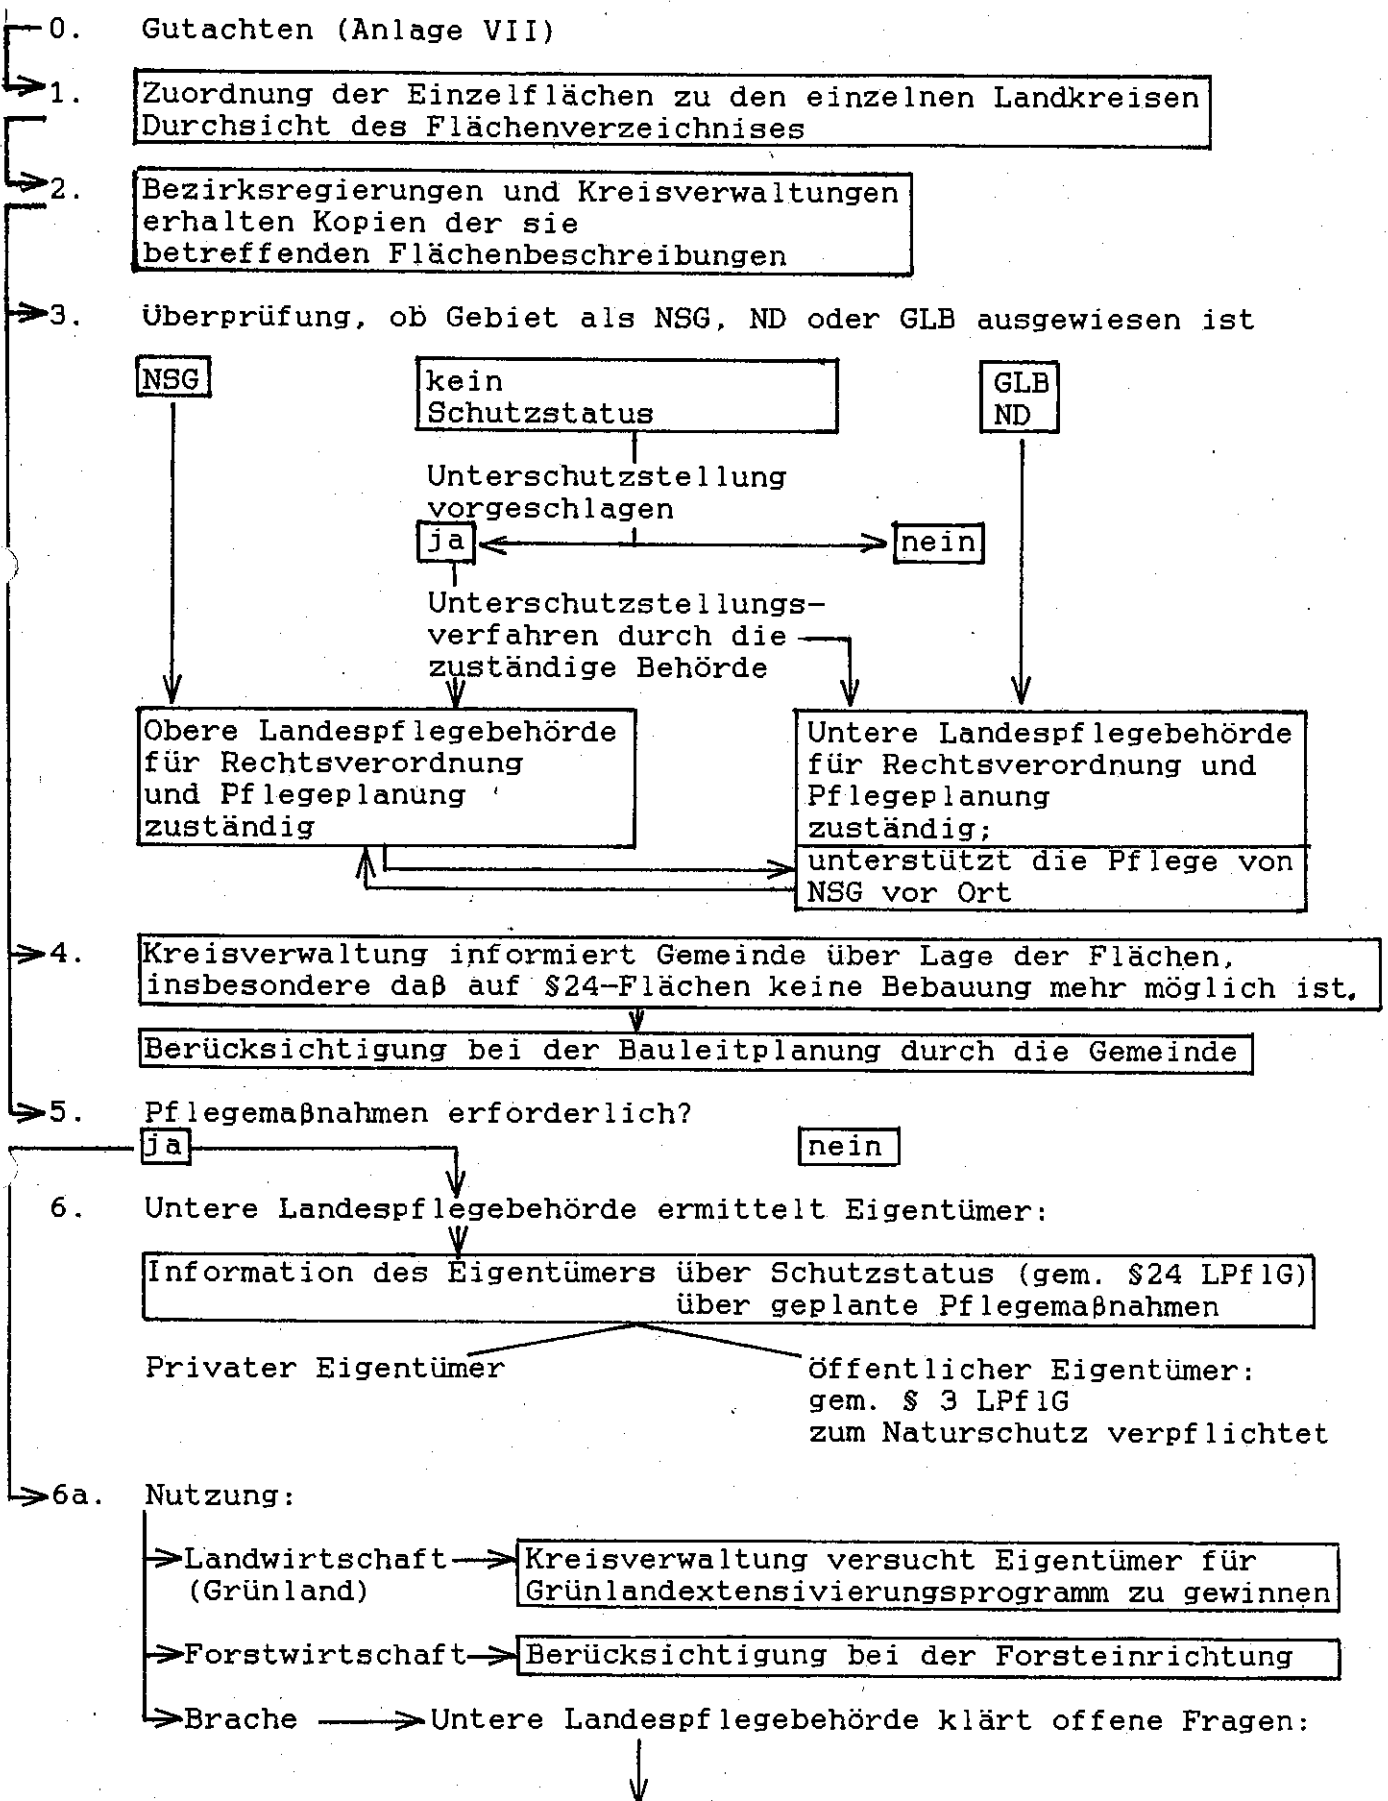 0. Gutachten (Anlage VII)
1. Zuordnung der Einzelflächen zu den einzelnen Landkreisen
Durchsicht des Flächenverzeichnises
2. Bezirksregierungen und Kreisverwaltungen
erhalten Kopien der sie
betreffenden Flächenbeschreibungen
3. Überprüfung, ob Gebiet als NSG, ND oder GLB ausgewiesen ist
NSG
kein
Schutzstatus
GLB
ND
Unterschutzstellung
vorgeschlagen
ja
nein
Unterschutzstellungs-
verfahren durch die
zuständige Behörde
Obere Landespflegebehörde
für Rechtsverordnung
und Pflegeplanung
zuständig
Untere Landespflegebehörde
für Rechtsverordnung und
Pflegeplanung
zuständig;
unterstützt die Pflege von
NSG vor Ort
4. Kreisverwaltung informiert Gemeinde über Lage der Flächen,
insbesondere daß auf §24-Flächen keine Bebauung mehr möglich ist.
Berücksichtigung bei der Bauleitplanung durch die Gemeinde
5. Pflegemaßnahmen erforderlich?
ja
nein
6. Untere Landespflegebehörde ermittelt Eigentümer:
Information des Eigentümers über Schutzstatus (gem. §24 LPflG)
über geplante Pflegemaßnahmen
Privater Eigentümer
öffentlicher Eigentümer:
gem. § 3 LPflG
zum Naturschutz verpflichtet
6a. Nutzung:
Landwirtschaft
(Grünland)
Kreisverwaltung versucht Eigentümer für
Grünlandextensivierungsprogramm zu gewinnen
Forstwirtschaft
Berücksichtigung bei der Forsteinrichtung
Brache
Untere Landespflegebehörde klärt offene Fragen: